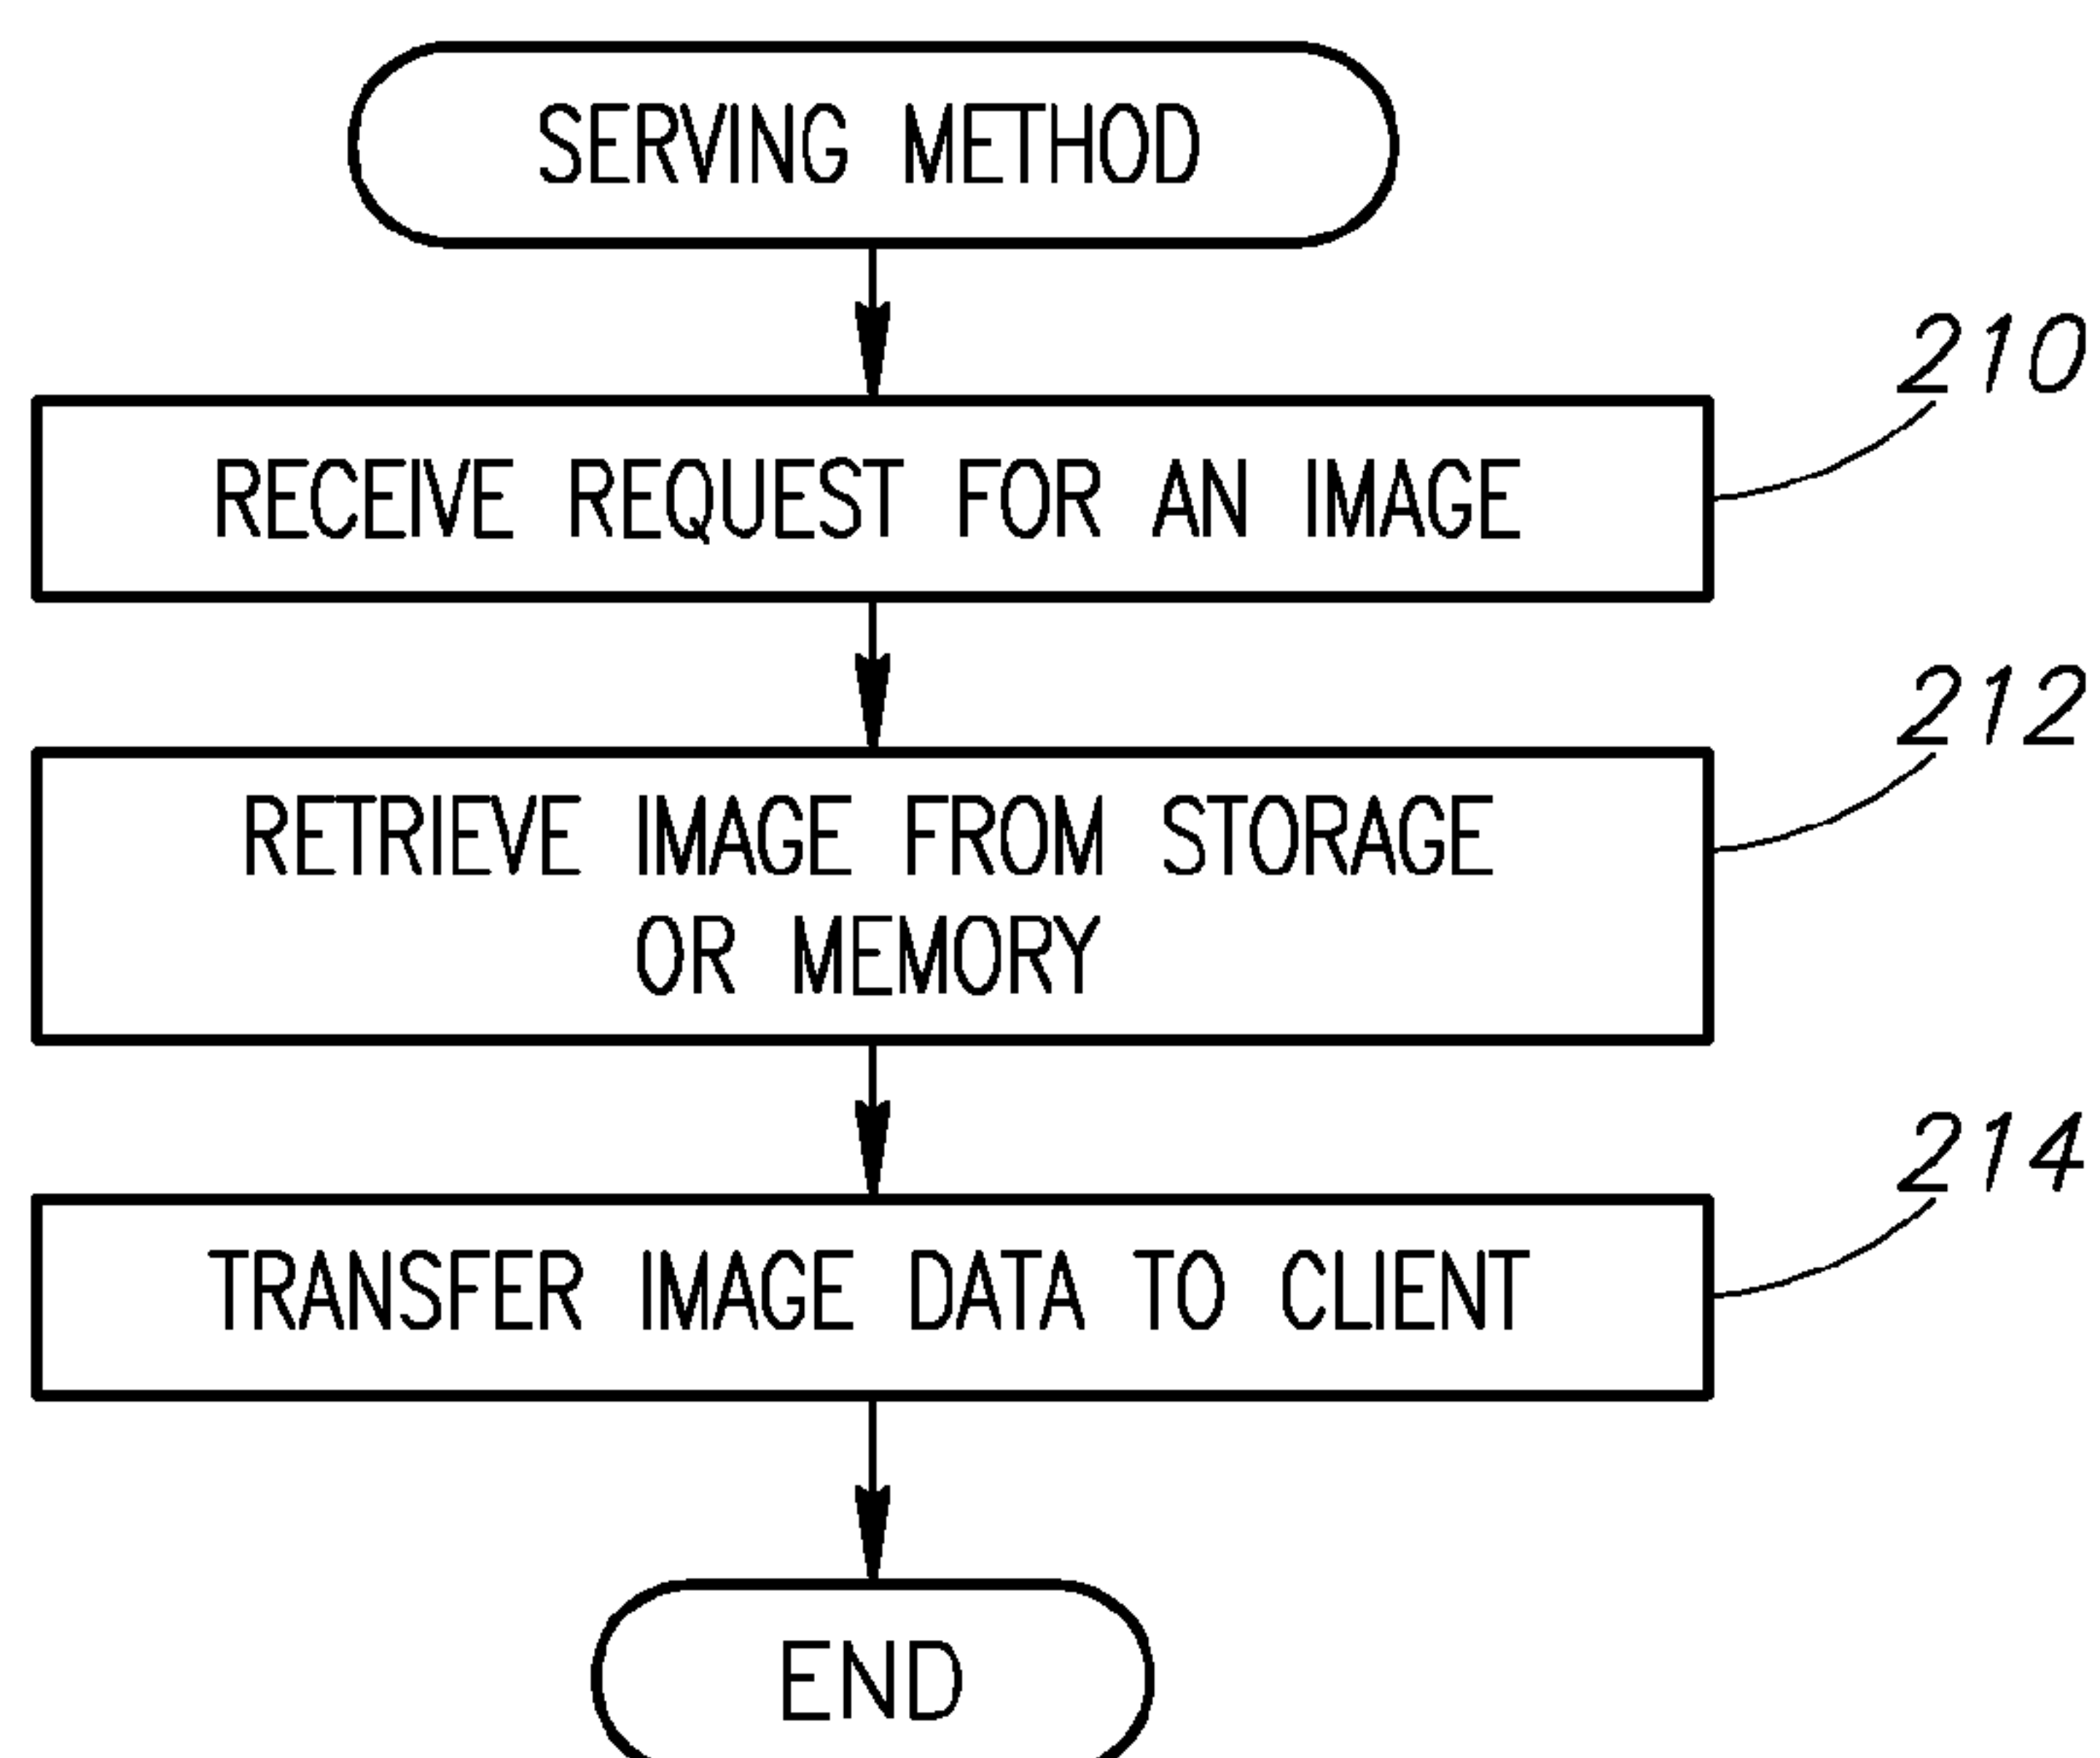 SERVING METHOD
210
RECEIVE REQUEST FOR AN IMAGE
212
RETRIEVE IMAGE FROM STORAGE
OR MEMORY
214
TRANSFER IMAGE DATA TO CLIENT
END